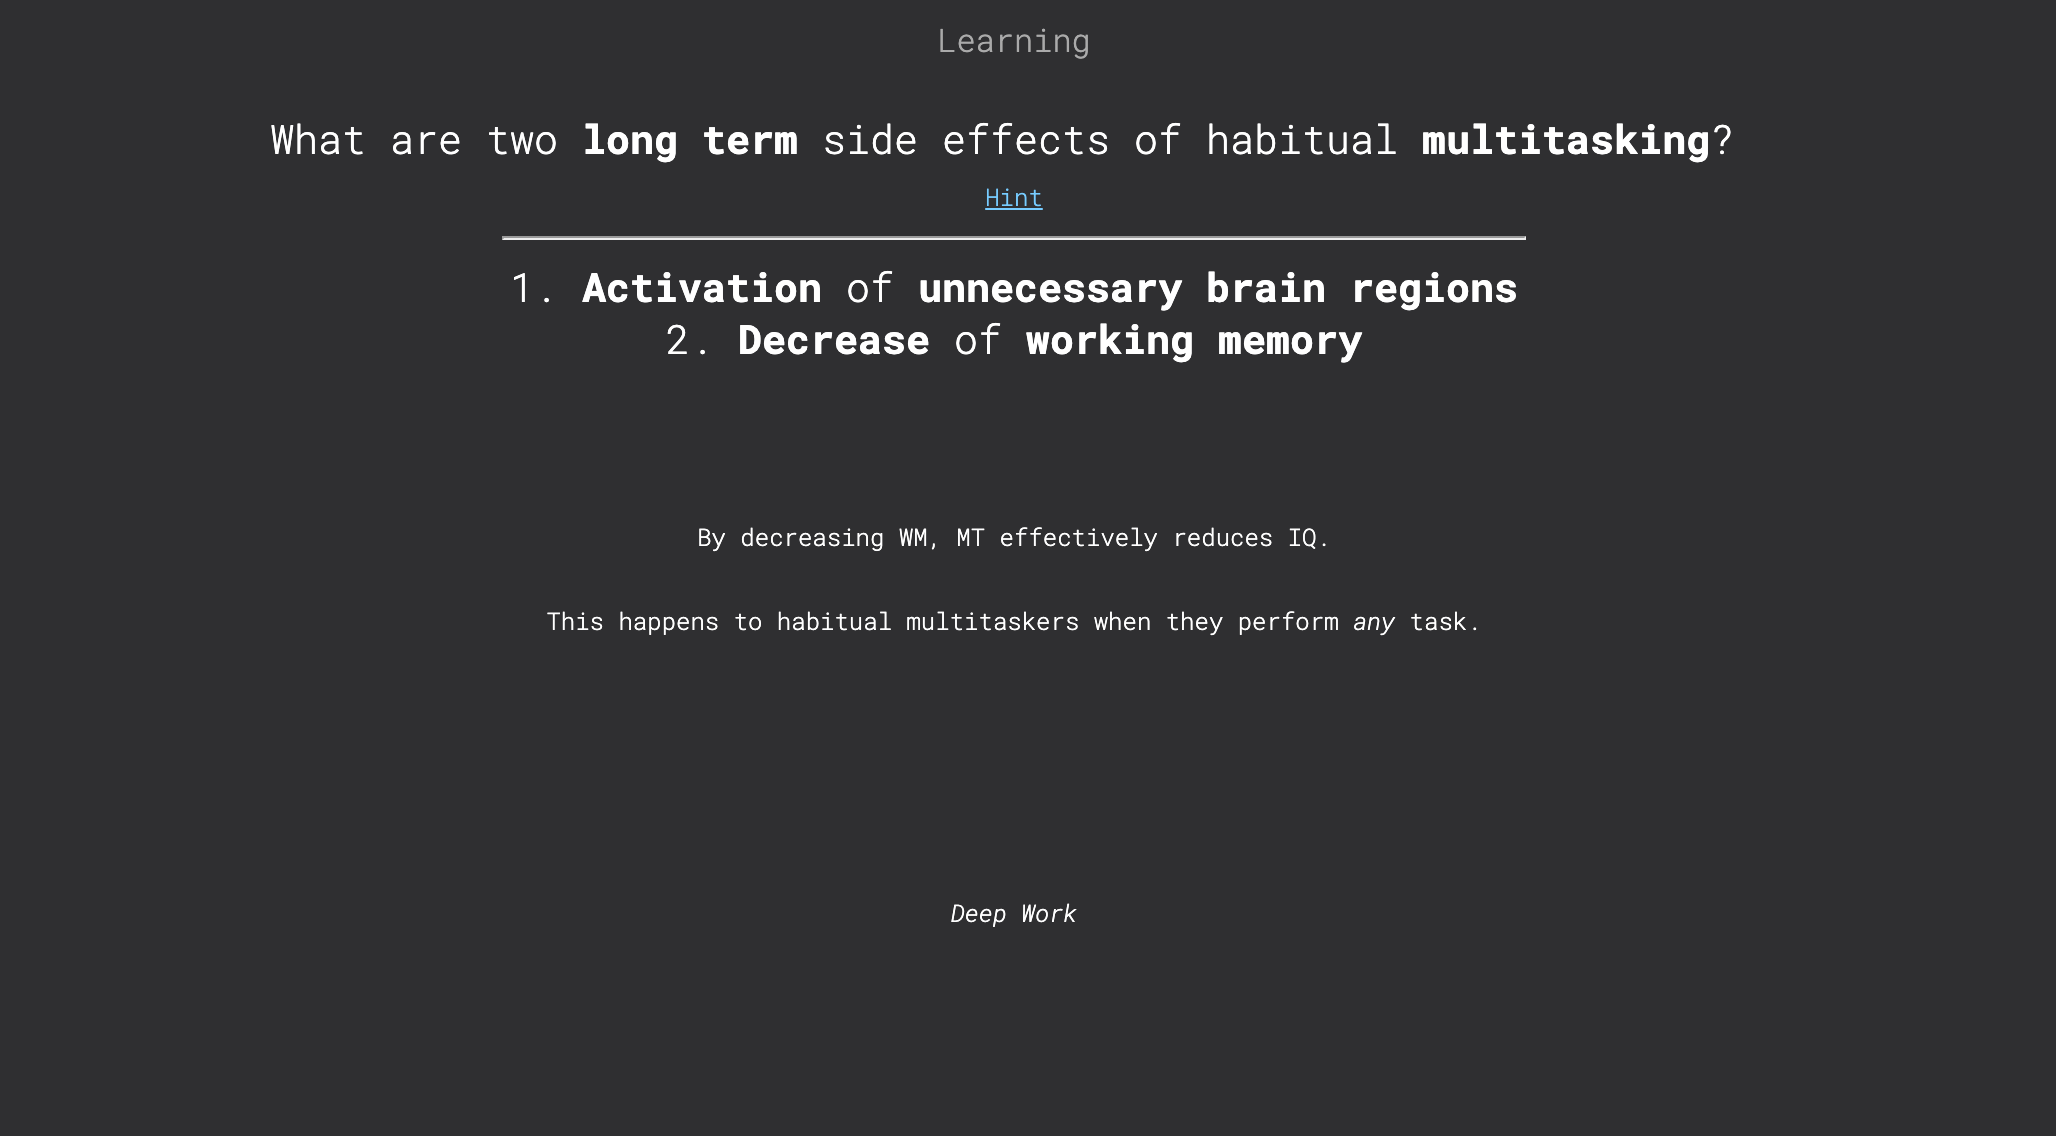 Learning
What are two long term side effects of habitual multitasking?
Hint
1. Activation of unnecessary brain regions
2. Decrease of working memory
By decreasing WM, MT effectively reduces IQ.
This happens to habitual multitaskers when they perform any task.
Deep Work